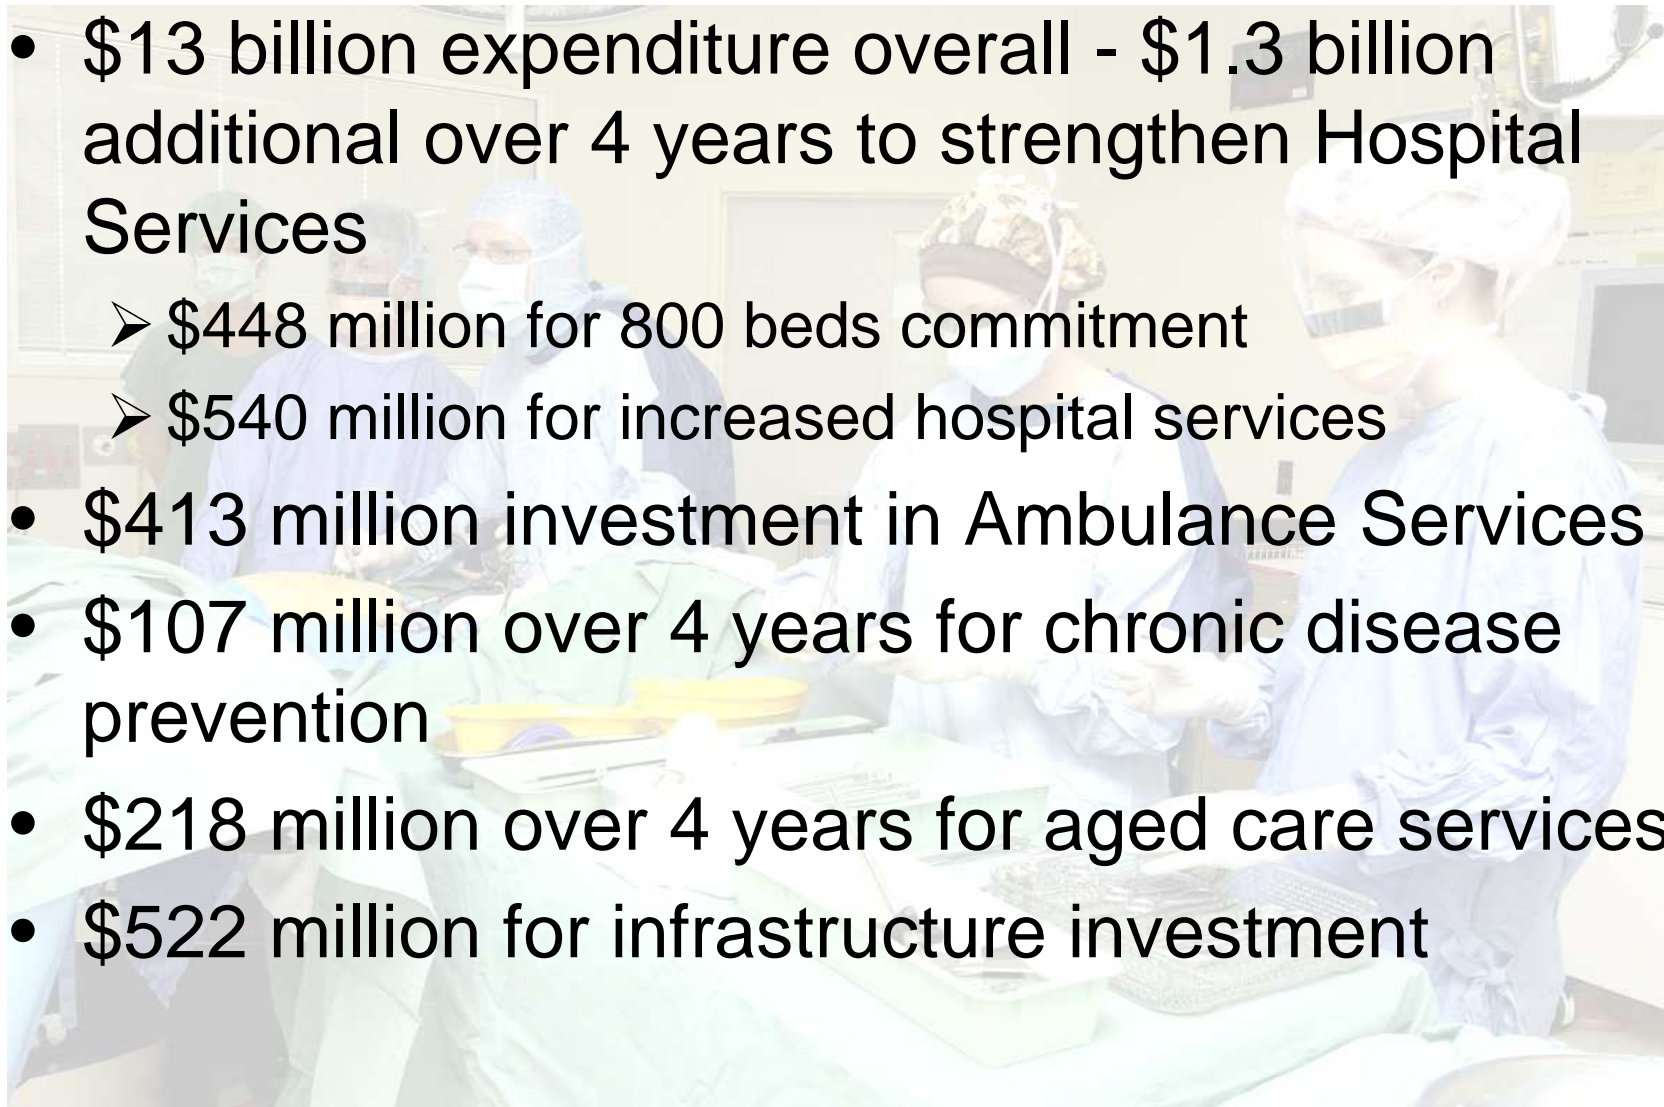 • $13 billion expenditure overall - $1.3 billion
additional over 4 years to strengthen Hospital
Services
➢ $448 million for 800 beds commitment
➢ $540 million for increased hospital services
• $413 million investment in Ambulance Services
• $107 million over 4 years for chronic disease
prevention
• $218 million over 4 years for aged care services
• $522 million for infrastructure investment